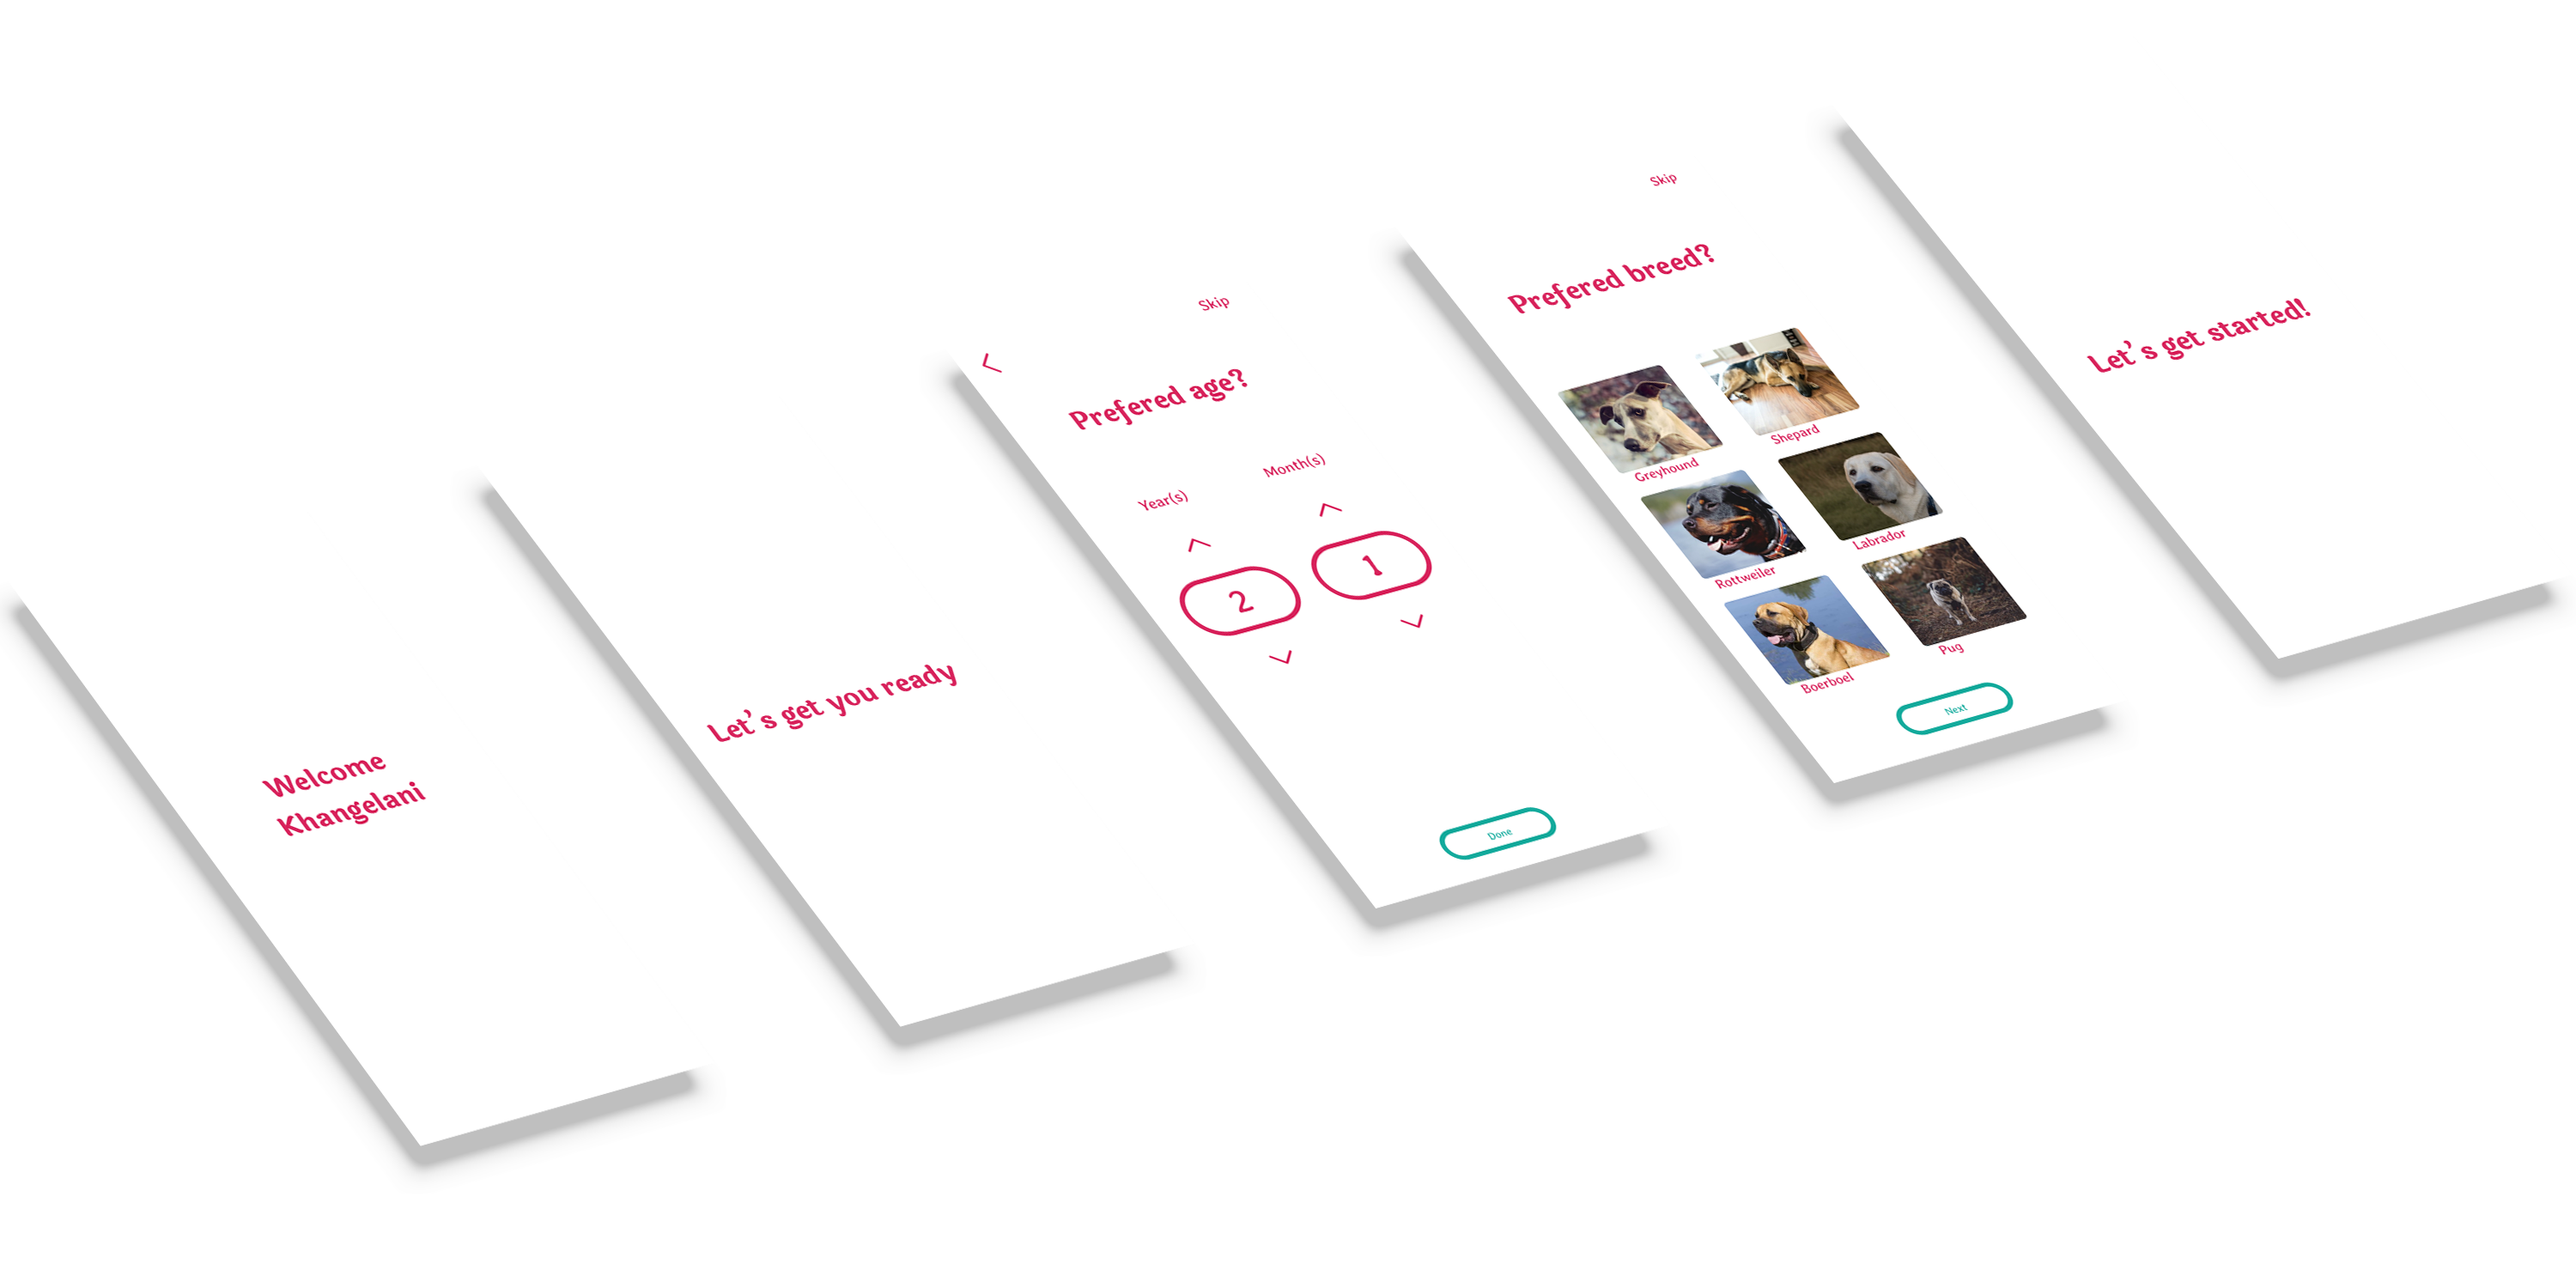 Welcome
Khangelani
Let's get you ready
Skip
Prefered age?
Year(s)
Month(s)
2
1
Done
Skip
Prefered breed?
Greyhound
Shepard
Rottweiler
Labrador
Boerboel
Pug
Next
Let's get started!